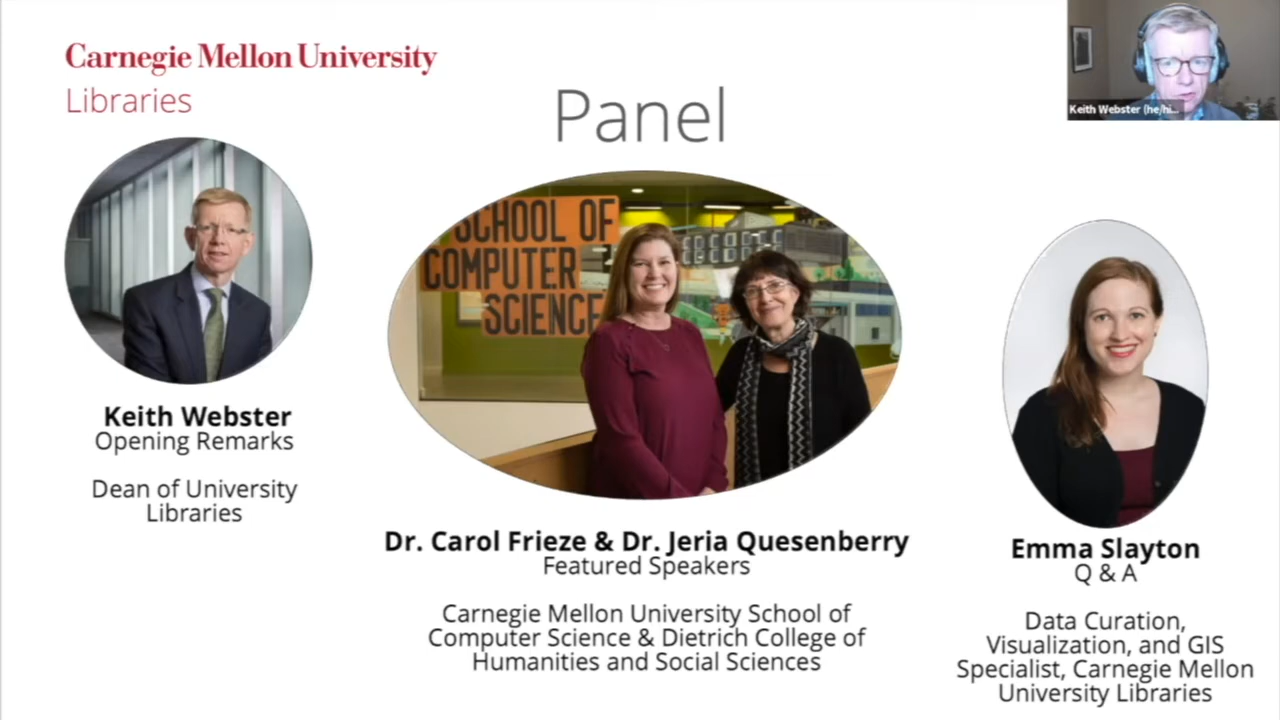 Carnegie Mellon University
Libraries
Panel
Keith Webster (he/hi...
SCHOOL OF
COMPUTER
SCIENCE
Keith Webster
Opening Remarks
Dean of University
Libraries
Dr. Carol Frieze & Dr. Jeria Quesenberry
Featured Speakers
Carnegie Mellon University School of
Computer Science & Dietrich College of
Humanities and Social Sciences
Emma Slayton
Q & A
Data Curation,
Visualization, and GIS
Specialist, Carnegie Mellon
University Libraries